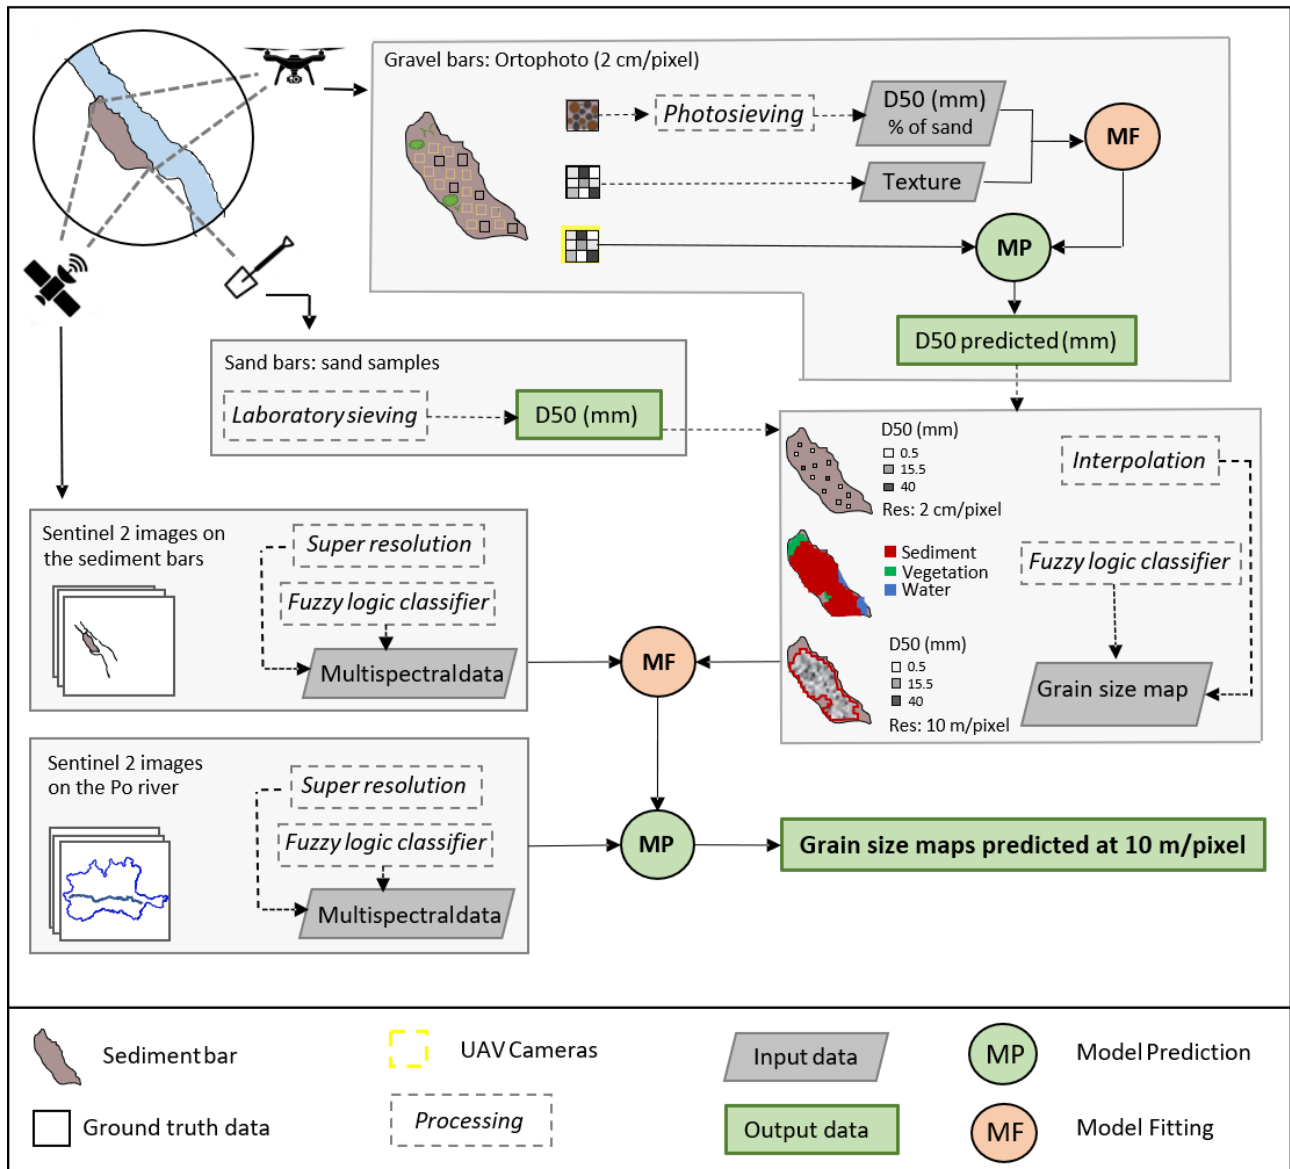 Gravel bars: Ortophoto (2 cm/pixel)
Photosieving
D50 (mm)
% of sand
MF
Texture
MP
D50 predicted (mm)
Sand bars: sand samples
Laboratory sieving
D50 (mm)
D50 (mm)
0.5
15.5
40
Res: 2 cm/pixel
Interpolation
Sediment
Vegetation
Water
Fuzzy logic classifier
D50 (mm)
0.5
15.5
40
Res: 10 m/pixel
Grain size map
Sentinel 2 images on
the sediment bars
Super resolution
Fuzzy logic classifier
Multispectral data
MF
Sentinel 2 images
on the Po river
Super resolution
Fuzzy logic classifier
Multispectral data
MP
Grain size maps predicted at 10 m/pixel
Sediment bar
UAV Cameras
Input data
MP
Model Prediction
Ground truth data
Processing
Output data
MF
Model Fitting